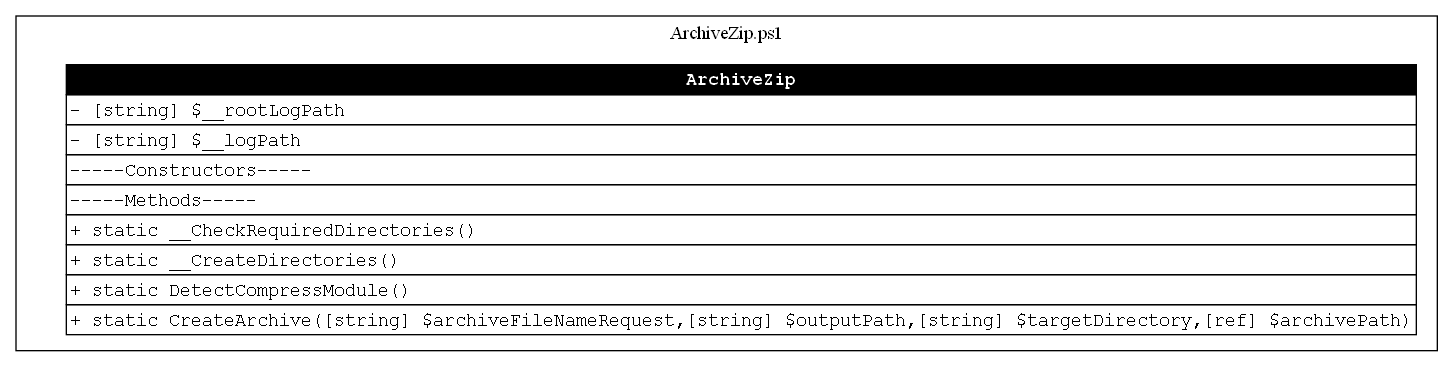 ArchiveZip.ps1
ArchiveZip
- [string] $__rootLogPath
- [string] $__logPath
-----Constructors-----
-----Methods-----
+ static __CheckRequiredDirectories()
+ static __CreateDirectories()
+ static DetectCompressModule()
+ static CreateArchive([string] $archiveFileNameRequest,[string] $outputPath,[string] $targetDirectory,[ref] $archivePath)